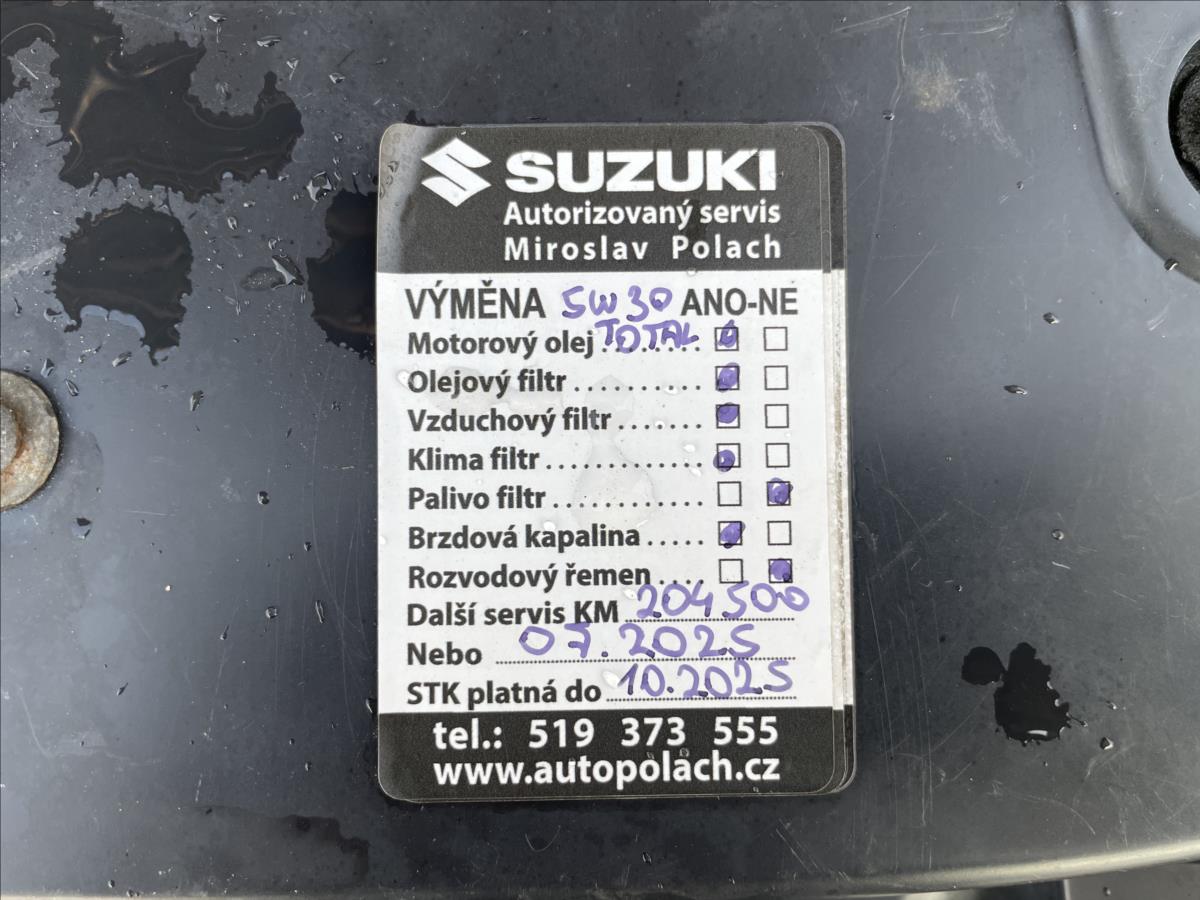 SUZUKI
Autorizovaný servis
Miroslav Polach
VÝMĚNA 5W30 ANO-NE
Motorový olej TOTAL ........
Olejový filtr ..........
Vzduchový filtr .......
Klima filtr .............
Palivo filtr ............
Brzdová kapalina .....
Rozvodový řemen ....
Další servis KM 204500
Nebo 07.2025
STK platná do 10.2025
tel.: 519 373 555
www.autopolach.cz